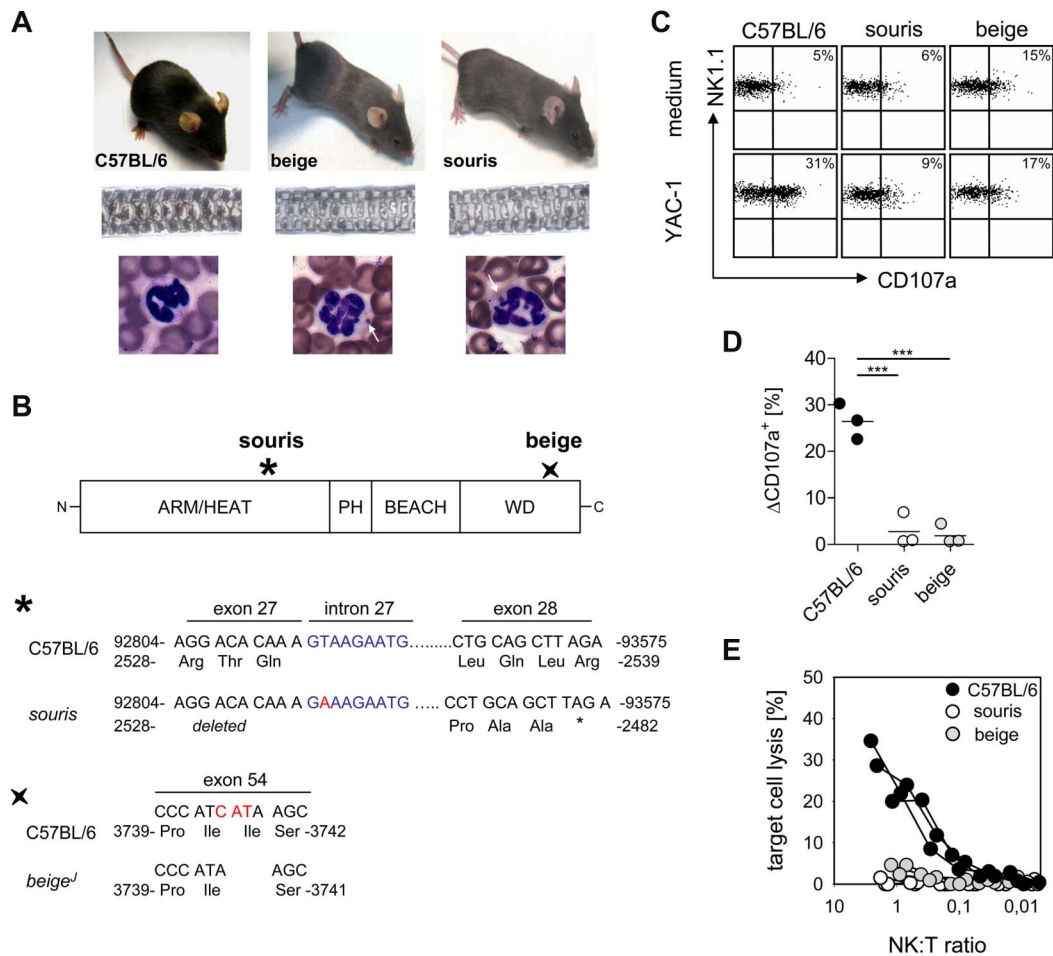 A
C57BL/6
beige
souris
B
souris
beige
*
N
ARM/HEAT
PH
BEACH
WD
C
*
exon 27
intron 27
exon 28
C57BL/6
92804- AGG ACA CAA A GTAAGAATG.......... CTG CAG CTT AGA -93575
2528- Arg Thr Gln Leu Gln Leu Arg -2539
souris
92804- AGG ACA CAA A GAAAGAATG ..... CCT GCA GCT TAG A -93575
2528- deleted Pro Ala Ala * -2482
exon 54
C57BL/6
CCC ATC ATA AGC
3739- Pro Ile Ile Ser -3742
beigeJ
CCC ATA AGC
3739- Pro Ile Ser -3741
C
C57BL/6 souris beige
NK1.1
medium
5%
6%
15%
YAC-1
31%
9%
17%
CD107a
D
ΔCD107a+ [%]
40
30
20
10
0
***
***
C57BL/6
souris
beige
E
target cell lysis [%]
50
40
30
20
10
0
C57BL/6
souris
beige
10 1 0,1 0,01
NK:T ratio